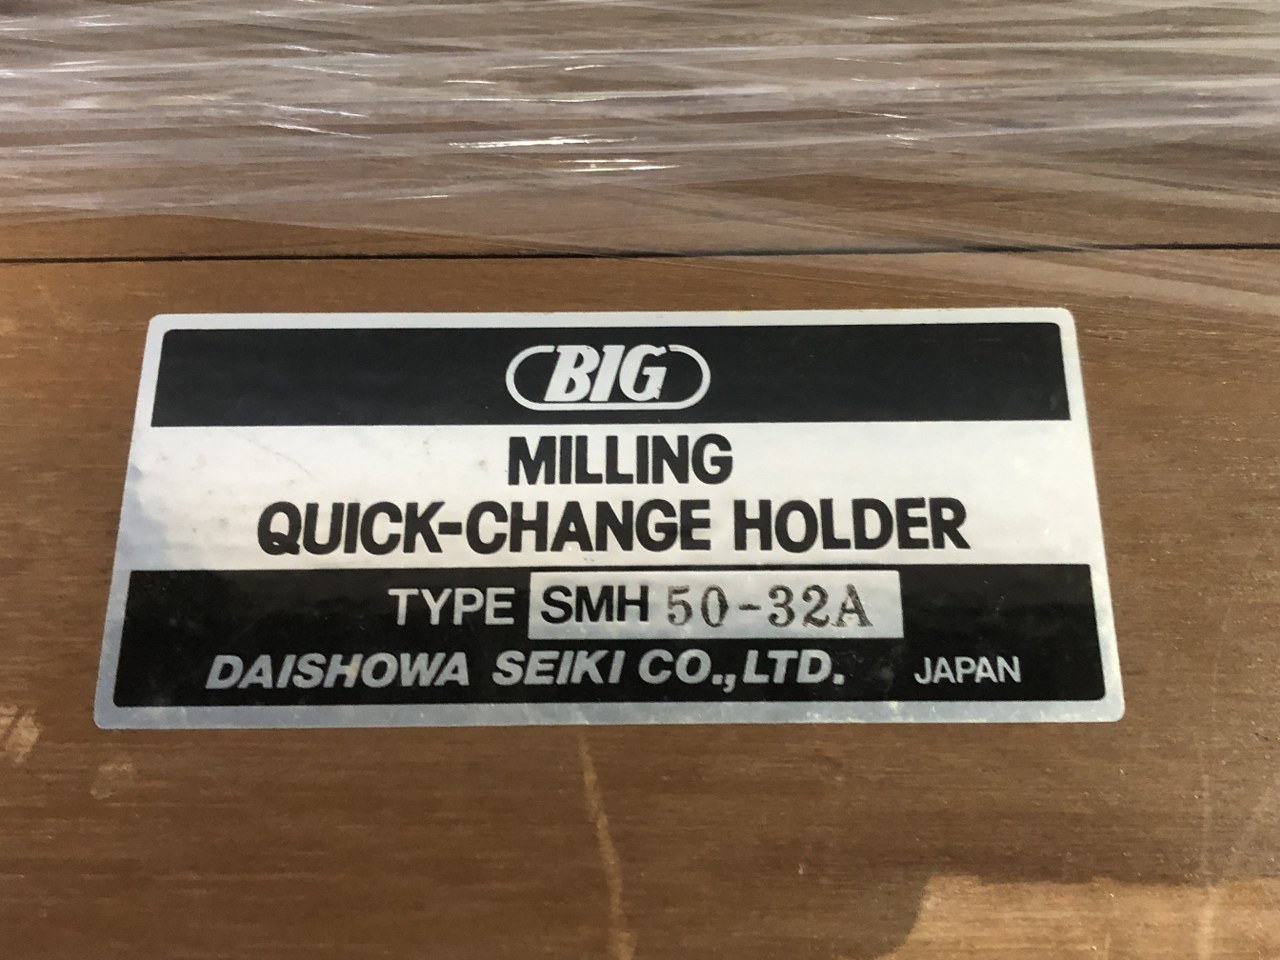 BIG
MILLING
QUICK-CHANGE HOLDER
TYPE SMH 50-32A
DAISHOWA SEIKI CO., LTD. JAPAN